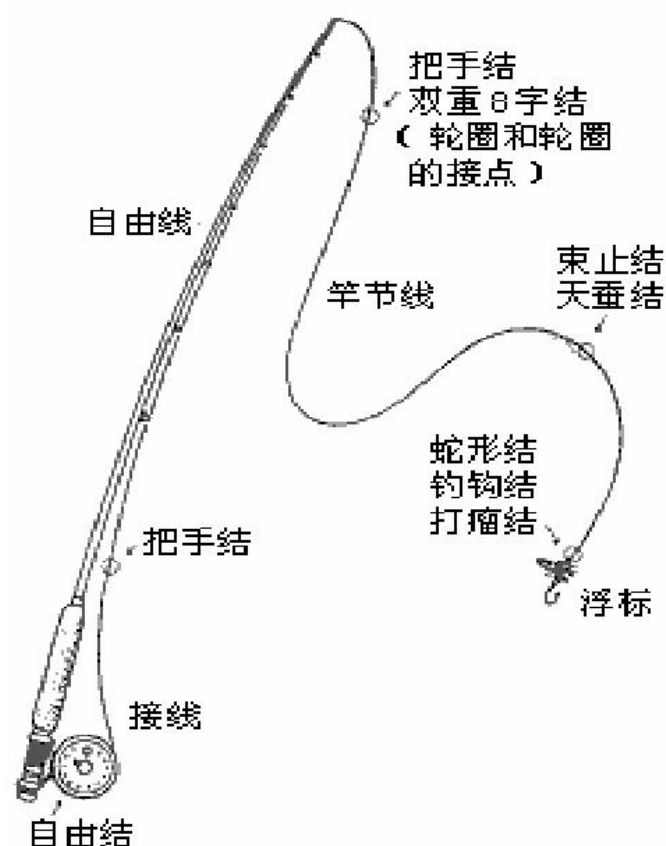 把手结
双重8字结
( 轮圈和轮圈
的接点 )
自由线
竿节线
束止结
天蚕结
蛇形结
钓钩结
打瘤结
把手结
浮标
接线
自由结